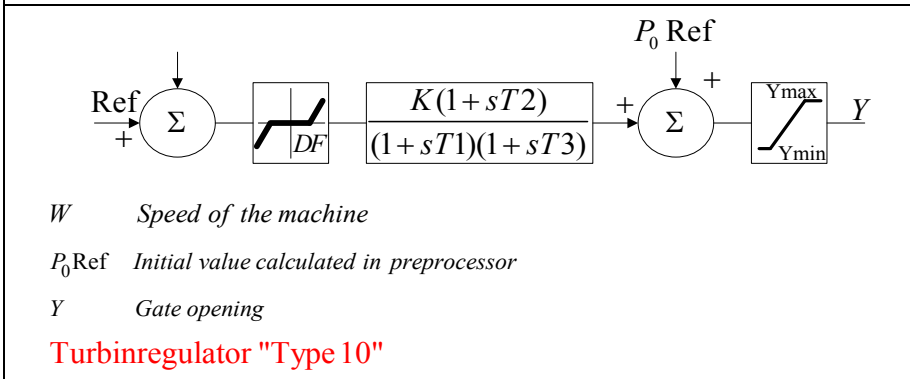 P₀ Ref
+
Ref
+
Σ
DF
K(1+sT2)
(1+sT1)(1+sT3)
+
Σ
Ymax
Ymin
Y
W Speed of the machine
P₀Ref Initial value calculated in preprocessor
Y Gate opening
Turbinregulator "Type 10"